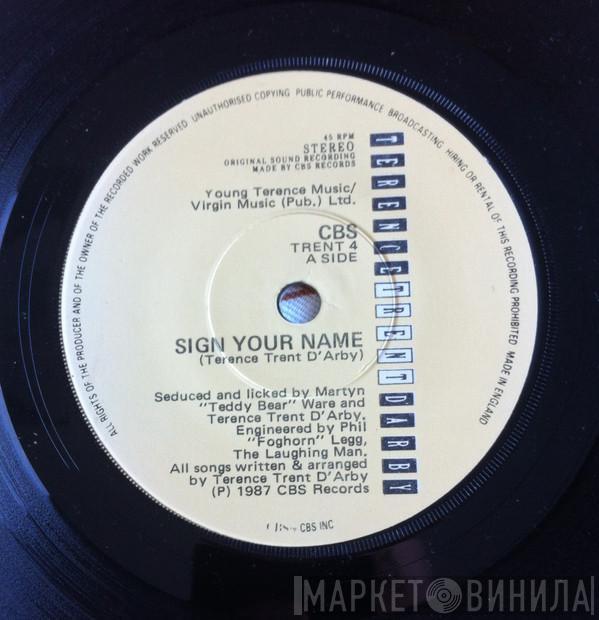 ALL RIGHTS OF THE PRODUCER AND OF THE OWNER OF THE RECORDED WORK RESERVED. UNAUTHORISED COPYING PUBLIC PERFORMANCE BROADCASTING HIRING OR RENTAL OF THIS RECORDING PROHIBITED MADE IN ENGLAND
45 RPM
STEREO
ORIGINAL SOUND RECORDING
MADE BY CBS RECORDS
Young Terence Music/
Virgin Music (Pub.) Ltd.
CBS
TRENT 4
A SIDE
SIGN YOUR NAME
(Terence Trent D'Arby)
Seduced and licked by Martyn
"Teddy Bear" Ware and
Terence Trent D'Arby.
Engineered by Phil
"Foghorn" Legg,
The Laughing Man.
All songs written & arranged
by Terence Trent D'Arby
(P) 1987 CBS Records
TERENCETRENTDARBY
CBS INC
МАРКЕТ ВИНИЛА